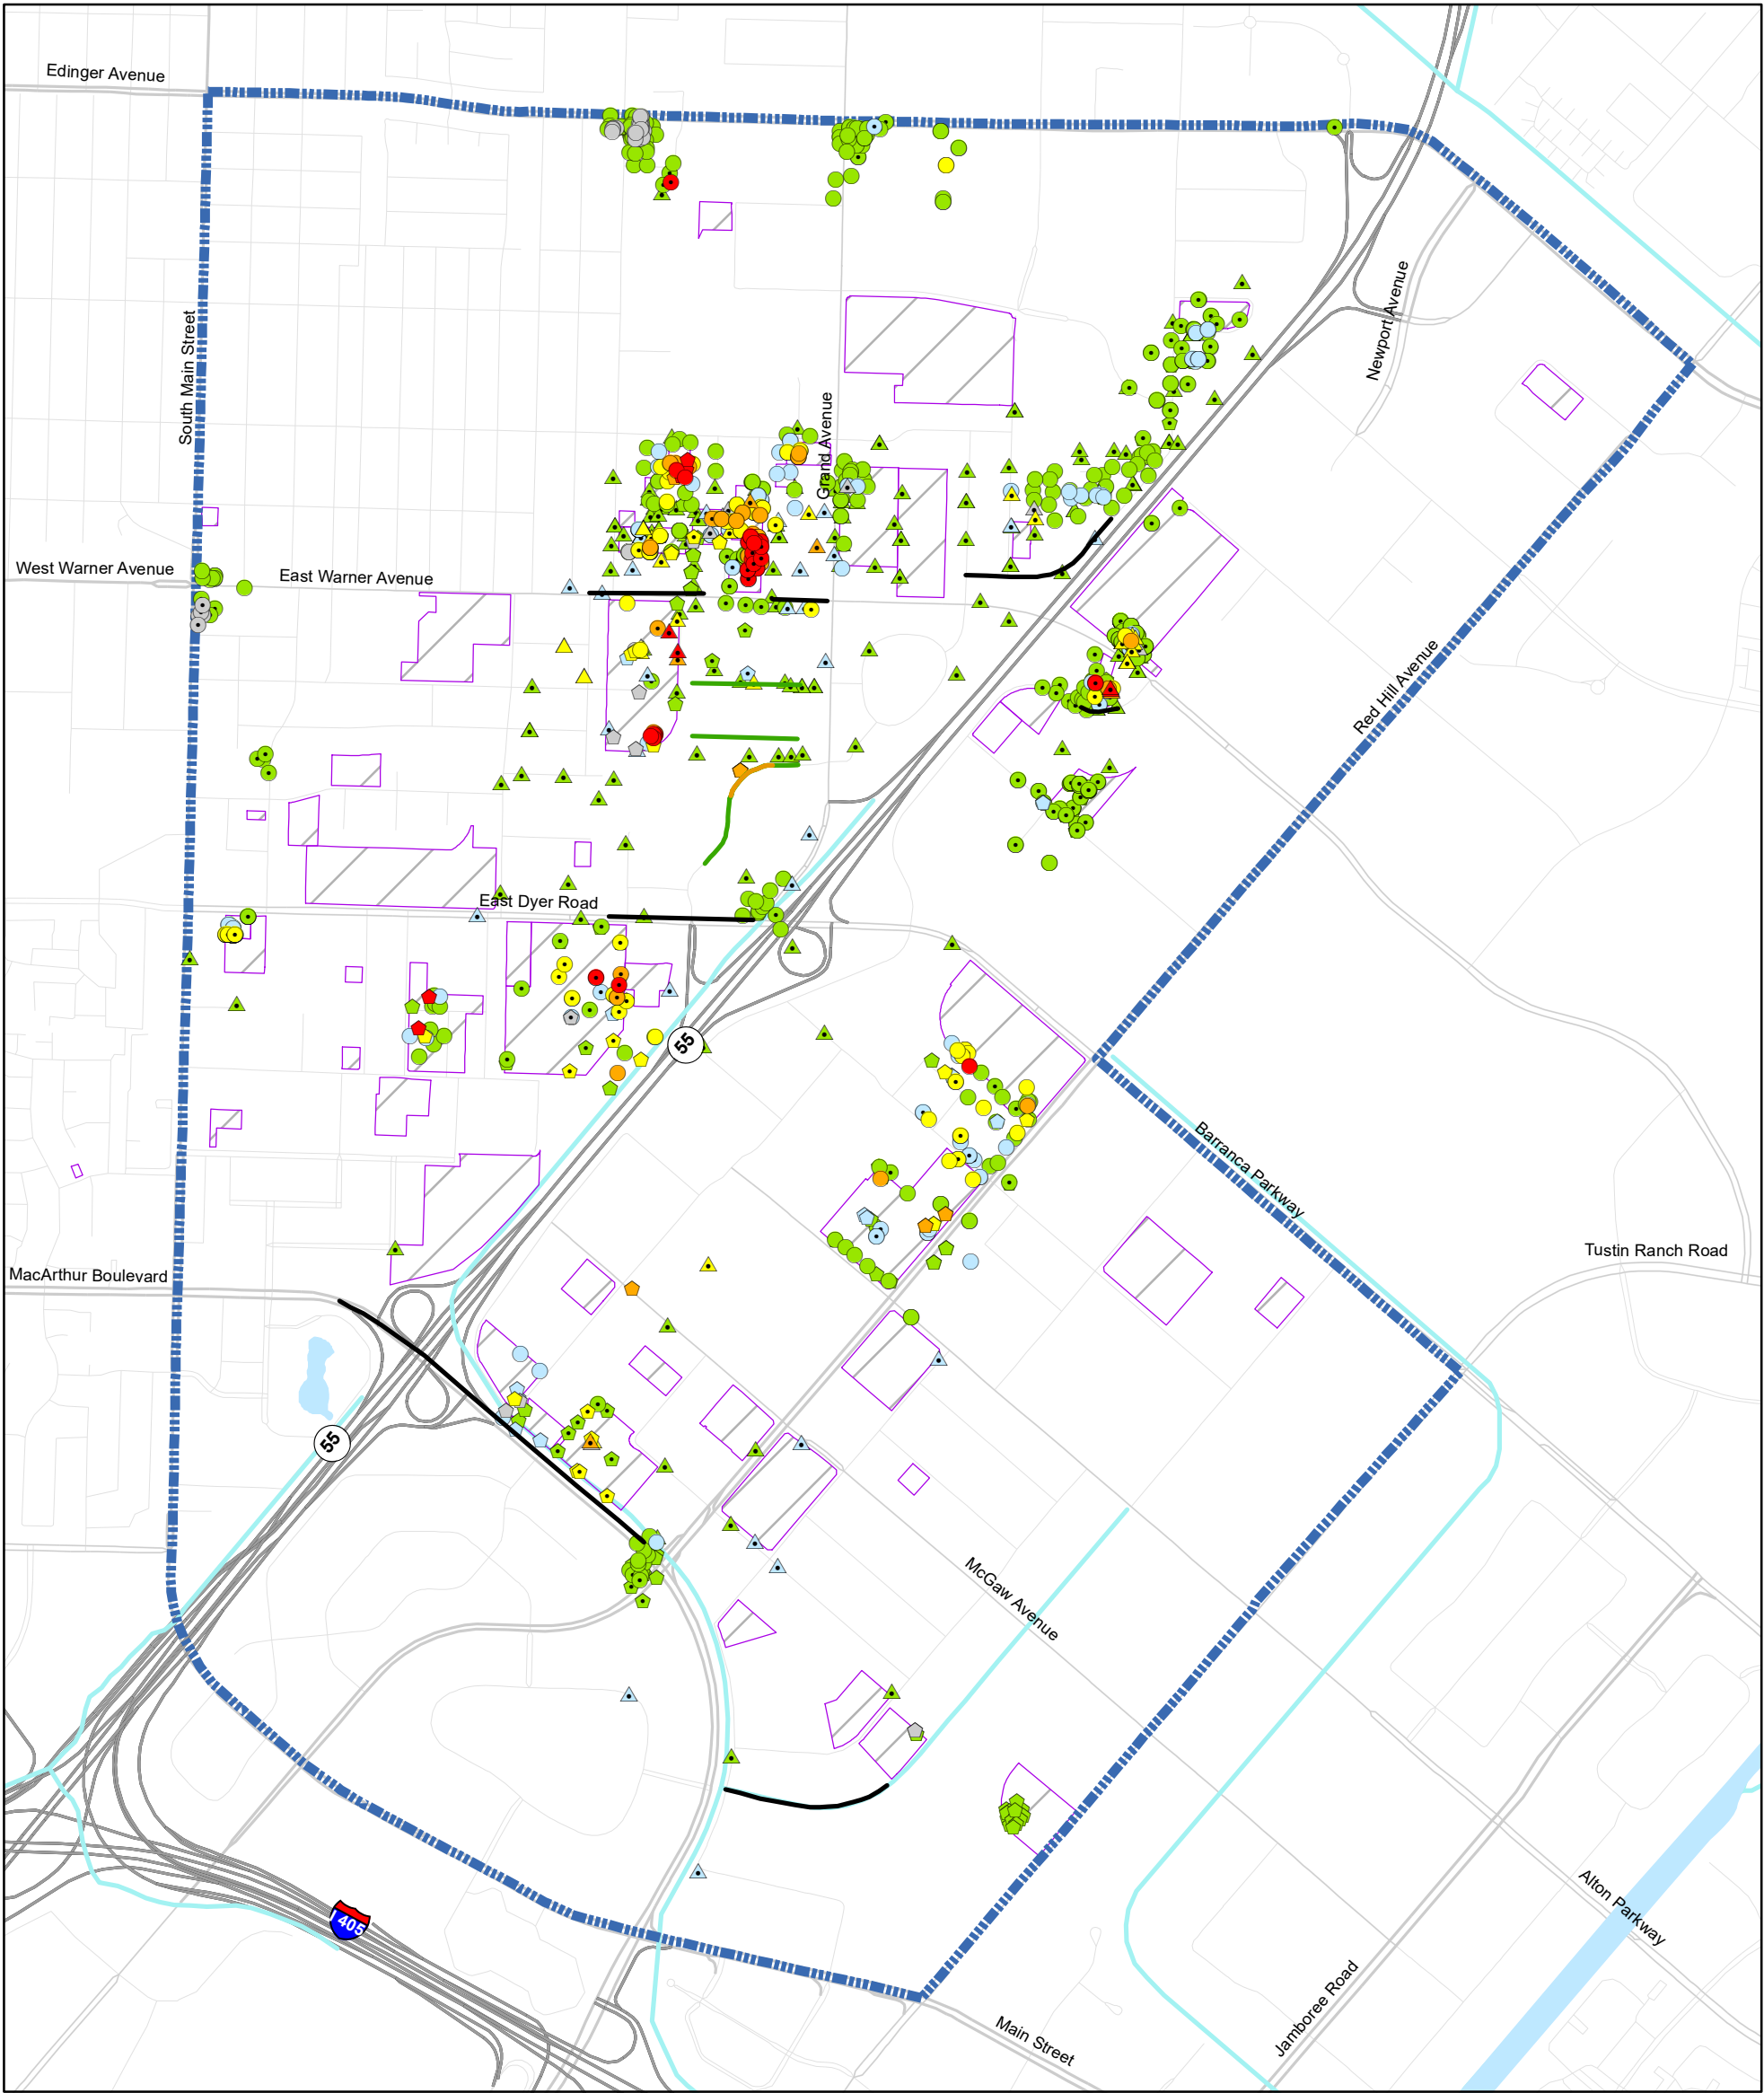 Edinger Avenue
Newport Avenue
South Main Street
Grand Avenue
West Warner Avenue
East Warner Avenue
Red Hill Avenue
East Dyer Road
55
Barranca Parkway
Tustin Ranch Road
MacArthur Boulevard
55
McGaw Avenue
Alton Parkway
I 405
Jamboree Road
Main Street